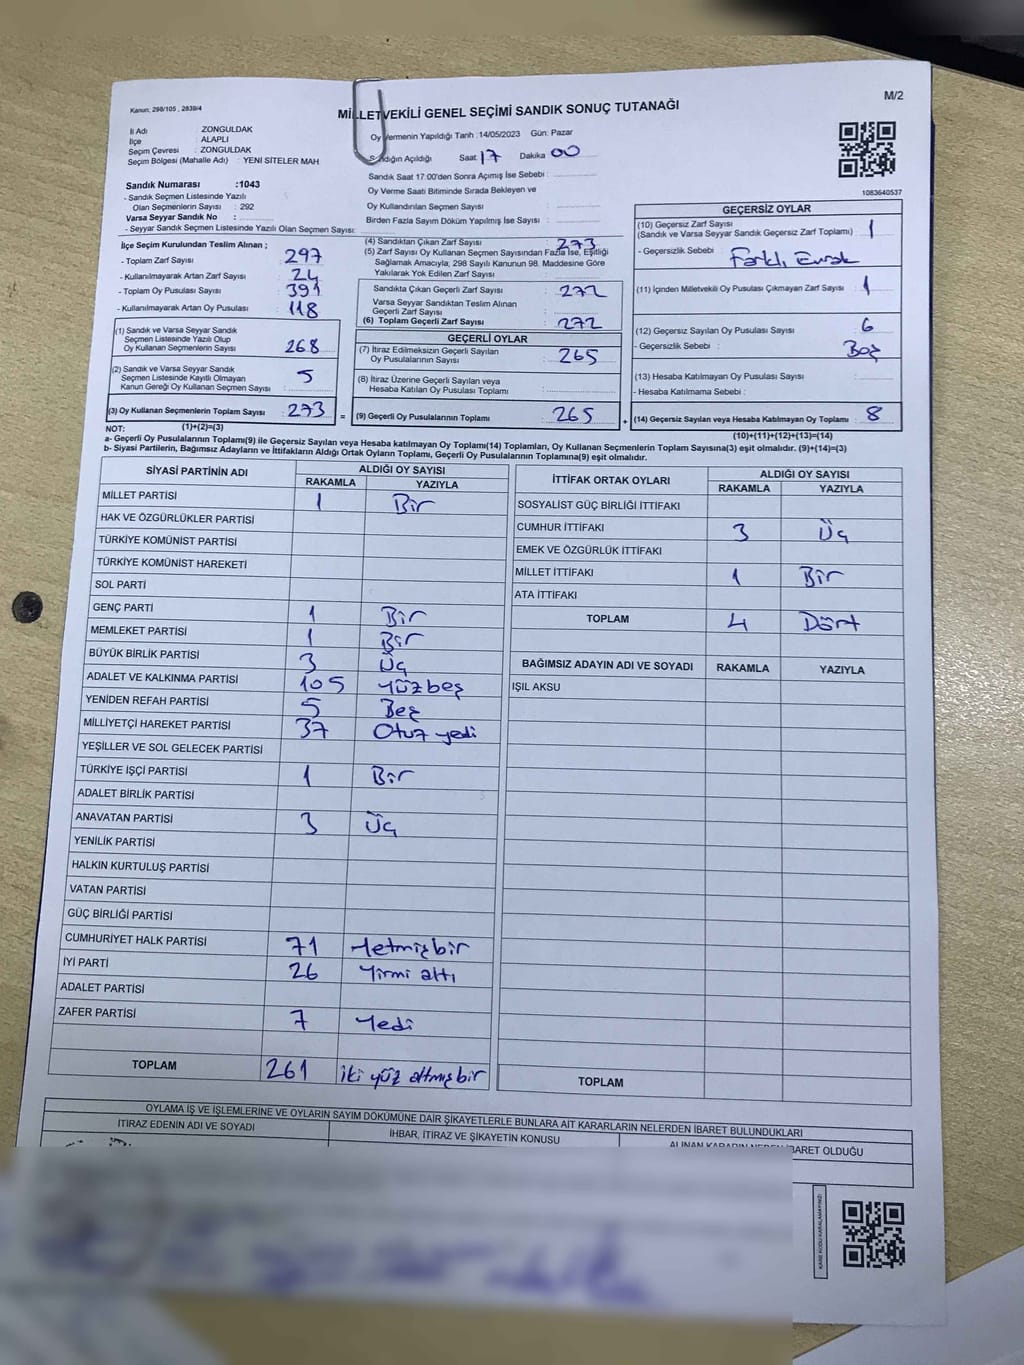 Kanun: 298/105 , 2839/4
M/2
MİLLETVEKİLİ GENEL SEÇİMİ SANDIK SONUÇ TUTANAĞI
İl Adı : ZONGULDAK
İlçe : ALAPLI
Seçim Çevresi : ZONGULDAK
Seçim Bölgesi (Mahalle Adı) : YENİ SİTELER MAH
Oy Vermenin Yapıldığı Tarih :14/05/2023 Gün: Pazar
Sandığın Açıldığı Saat 17 Dakika 00
Sandık Saat 17:00'den Sonra Açımış İse Sebebi :
Oy Verme Saati Bitiminde Sırada Bekleyen ve
Oy Kullandırılan Seçmen Sayısı :
Birden Fazla Sayım Döküm Yapılmış İse Sayısı :
1083640537
Sandık Numarası :1043
- Sandık Seçmen Listesinde Yazılı
Olan Seçmenlerin Sayısı : 292
Varsa Seyyar Sandık No :
- Seyyar Sandık Seçmen Listesinde Yazılı Olan Seçmen Sayısı:
İlçe Seçim Kurulundan Teslim Alınan ;
- Toplam Zarf Sayısı : 297
- Kullanılmayarak Artan Zarf Sayısı : 24
- Toplam Oy Pusulası Sayısı : 391
- Kullanılmayarak Artan Oy Pusulası : 118
(1) Sandık ve Varsa Seyyar Sandık
Seçmen Listesinde Yazılı Olup
Oy Kullanan Seçmenlerin Sayısı : 268
(2) Sandık ve Varsa Seyyar Sandık
Seçmen Listesinde Kayıtlı Olmayan
Kanun Gereği Oy Kullanan Seçmen Sayısı : 5
(3) Oy Kullanan Seçmenlerin Toplam Sayısı : 273
(4) Sandıktan Çıkan Zarf Sayısı : 273
(5) Zarf Sayısı Oy Kullanan Seçmen Sayısından Fazla İse, Eşitliği
Sağlamak Amacıyla, 298 Sayılı Kanunun 98. Maddesine Göre
Yakılarak Yok Edilen Zarf Sayısı :
Sandıkta Çıkan Geçerli Zarf Sayısı : 272
Varsa Seyyar Sandıktan Teslim Alınan
Geçerli Zarf Sayısı :
(6) Toplam Geçerli Zarf Sayısı : 272
GEÇERLİ OYLAR
(7) İtiraz Edilmeksizin Geçerli Sayılan
Oy Pusulalarının Sayısı : 265
(8) İtiraz Üzerine Geçerli Sayılan veya
Hesaba Katılan Oy Pusulası Toplamı :
= (9) Geçerli Oy Pusulalarının Toplamı : 265
GEÇERSİZ OYLAR
(10) Geçersiz Zarf Sayısı
(Sandık ve Varsa Seyyar Sandık Geçersiz Zarf Toplamı) : 1
- Geçersizlik Sebebi : Farklı Evrak
(11) İçinden Milletvekili Oy Pusulası Çıkmayan Zarf Sayısı : 1
(12) Geçersiz Sayılan Oy Pusulası Sayısı : 6
- Geçersizlik Sebebi : Boş
(13) Hesaba Katılmayan Oy Pusulası Sayısı :
- Hesaba Katılmama Sebebi :
+ (14) Geçersiz Sayılan veya Hesaba Katılmayan Oy Toplamı : 8
NOT: (1)+(2)=(3) (10)+(11)+(12)+(13)=(14)
a- Geçerli Oy Pusulalarının Toplamı(9) ile Geçersiz Sayılan veya Hesaba katılmayan Oy Toplamı(14) Toplamları, Oy Kullanan Seçmenlerin Toplam Sayısına(3) eşit olmalıdır. (9)+(14)=(3)
b- Siyasi Partilerin, Bağımsız Adayların ve İttifakların Aldığı Ortak Oyların Toplamı, Geçerli Oy Pusulalarının Toplamına(9) eşit olmalıdır.
SİYASİ PARTİNİN ADI ALDIĞI OY SAYISI
RAKAMLA YAZIYLA
MİLLET PARTİSİ 1 Bir
HAK VE ÖZGÜRLÜKLER PARTİSİ
TÜRKİYE KOMÜNİST PARTİSİ
TÜRKİYE KOMÜNİST HAREKETİ
SOL PARTİ
GENÇ PARTİ 1 Bir
MEMLEKET PARTİSİ 1 Bir
BÜYÜK BİRLİK PARTİSİ 3 Üç
ADALET VE KALKINMA PARTİSİ 105 Yüzbeş
YENİDEN REFAH PARTİSİ 5 Beş
MİLLİYETÇİ HAREKET PARTİSİ 37 Otuz yedi
YEŞİLLER VE SOL GELECEK PARTİSİ
TÜRKİYE İŞÇİ PARTİSİ 1 Bir
ADALET BİRLİK PARTİSİ
ANAVATAN PARTİSİ 3 Üç
YENİLİK PARTİSİ
HALKIN KURTULUŞ PARTİSİ
VATAN PARTİSİ
GÜÇ BİRLİĞİ PARTİSİ
CUMHURİYET HALK PARTİSİ 71 Yetmişbir
İYİ PARTİ 26 Yirmi altı
ADALET PARTİSİ
ZAFER PARTİSİ 7 Yedi
TOPLAM 261 iki yüz altmışbir
İTTİFAK ORTAK OYLARI ALDIĞI OY SAYISI
RAKAMLA YAZIYLA
SOSYALİST GÜÇ BİRLİĞİ İTTİFAKI
CUMHUR İTTİFAKI 3 Üç
EMEK VE ÖZGÜRLÜK İTTİFAKI
MİLLET İTTİFAKI 1 Bir
ATA İTTİFAKI
TOPLAM 4 Dört
BAĞIMSIZ ADAYIN ADI VE SOYADI RAKAMLA YAZIYLA
IŞIL AKSU
TOPLAM
OYLAMA İŞ VE İŞLEMLERİNE VE OYLARIN SAYIM DÖKÜMÜNE DAİR ŞİKAYETLERLE BUNLARA AİT KARARLARIN NELERDEN İBARET BULUNDUKLARI
İTİRAZ EDENİN ADI VE SOYADI
İHBAR, İTİRAZ VE ŞİKAYETİN KONUSU
ALINAN KARARIN NEDEN İBARET OLDUĞU
KARE KODU KARALAMAYINIZ!